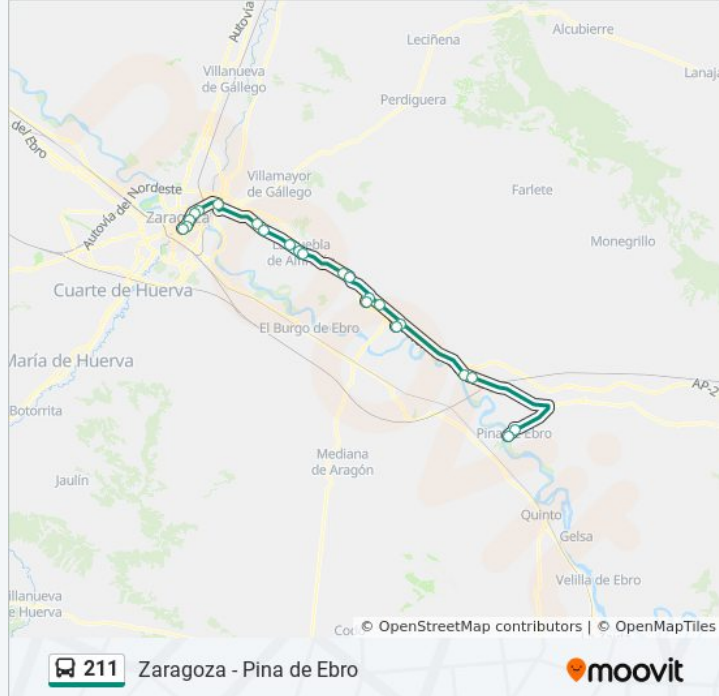 Autovía
Leciñena
Alcubierre
Villanueva
de Gállego
Lanaja
Perdiguera
del Ebro
Villamayor
de Gállego
Autovía del Nordeste
Farlete
Zaragoza
Monegrillo
La Puebla
de Alfi
Cuarte de Huerva
El Burgo de Ebro
María de Huerva
AP-2
Botorrita
Pina de Ebro
Mediana
de Aragón
Jaulín
Quinto
Gelsa
Velilla de Ebro
illanueva
e Huerva
Cod
© OpenStreetMap contributors | © OpenMapTiles
211 Zaragoza - Pina de Ebro
moovit